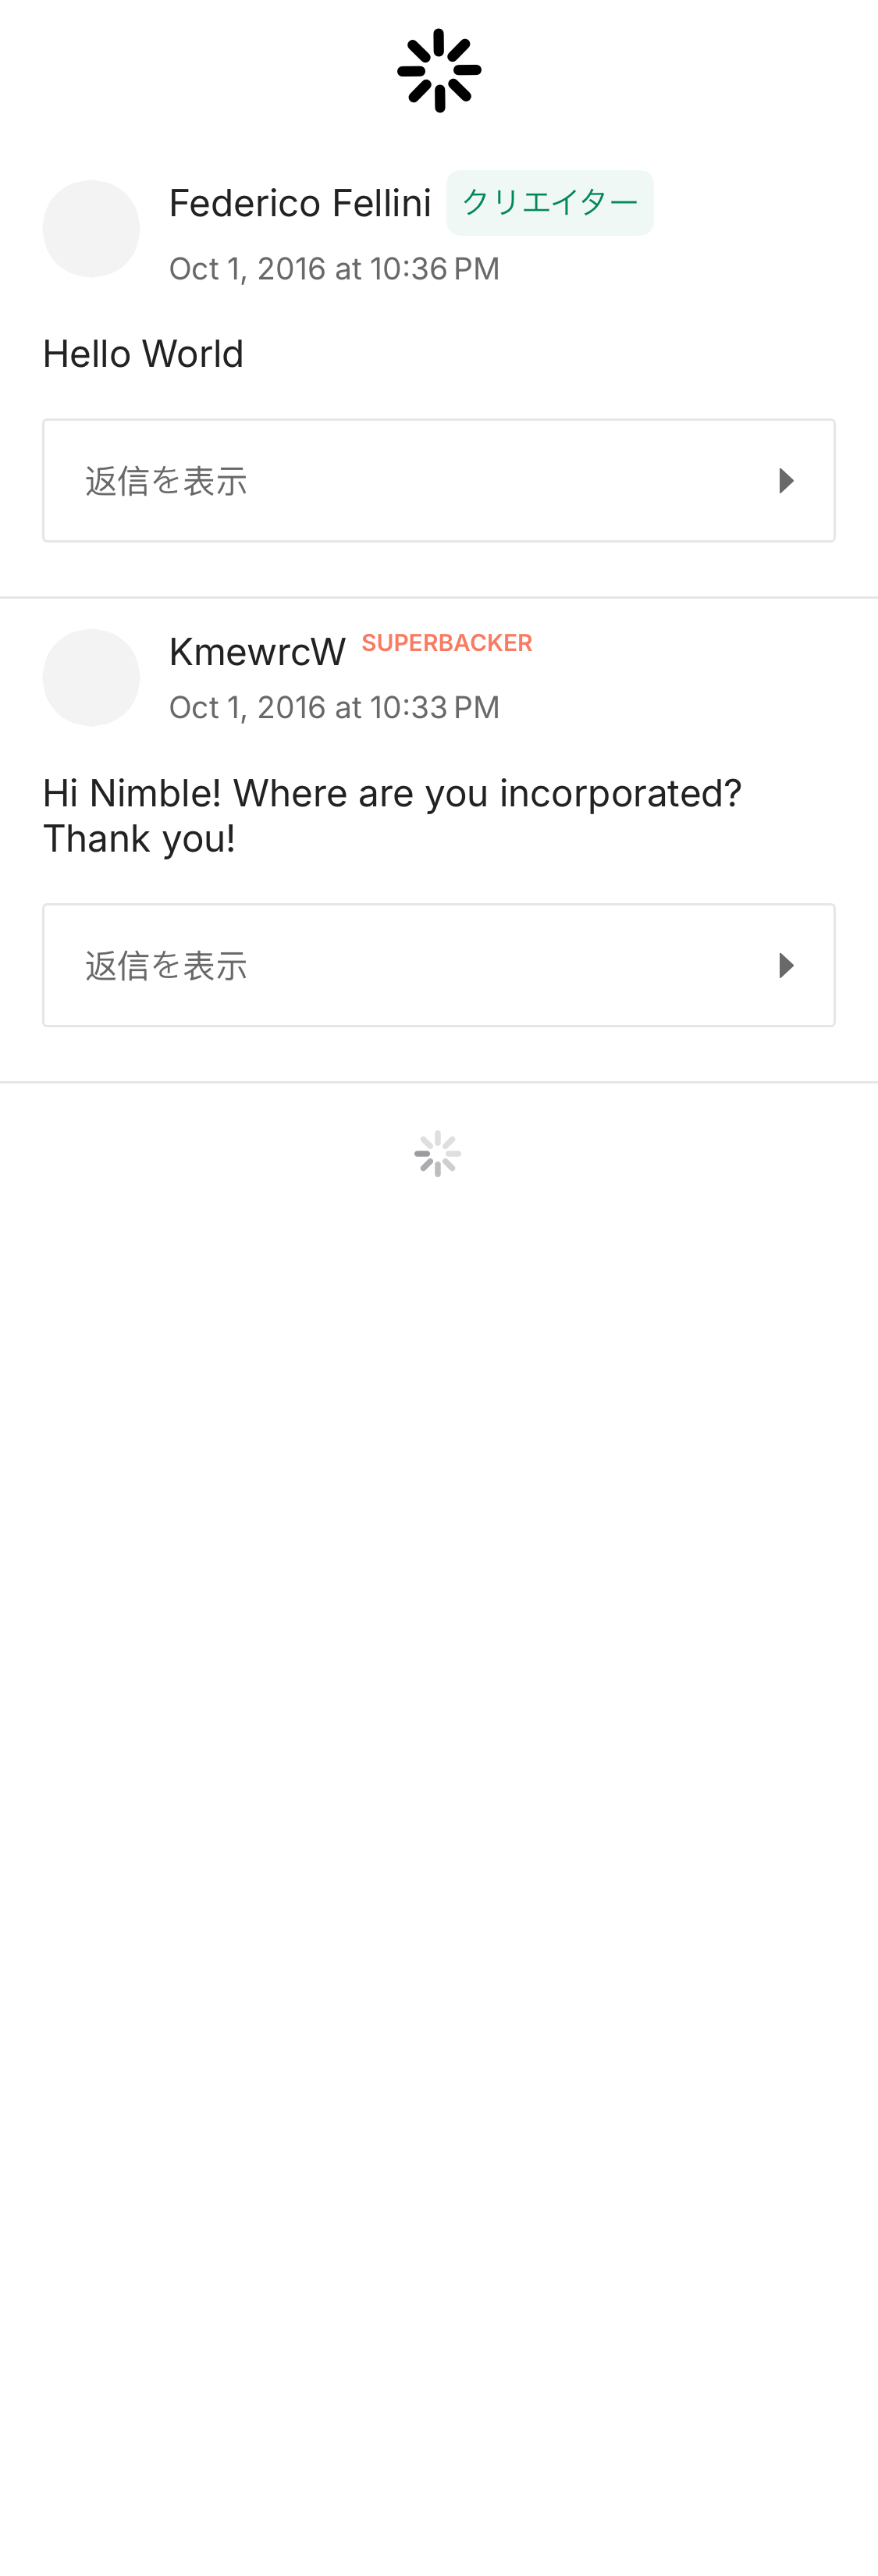 Federico Fellini クリエイター
Oct 1, 2016 at 10:36 PM
Hello World
返信を表示
KmewrcW SUPERBACKER
Oct 1, 2016 at 10:33 PM
Hi Nimble! Where are you incorporated?
Thank you!
返信を表示